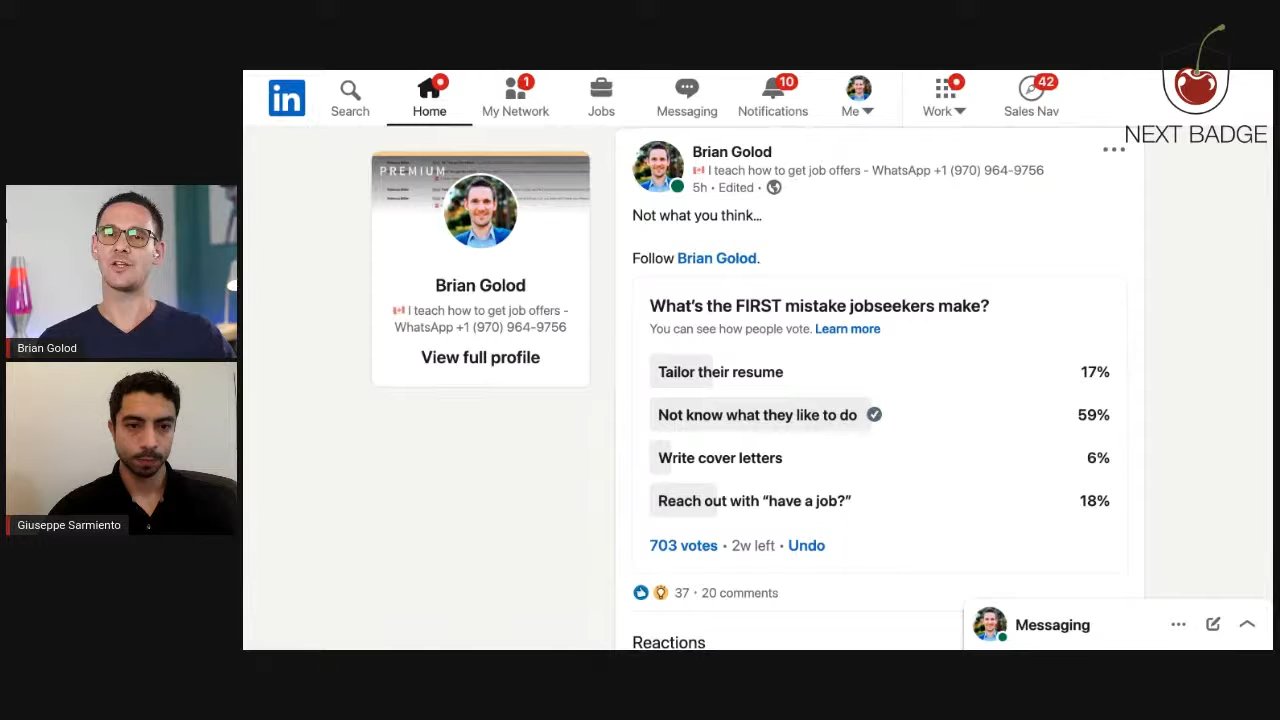 NEXT BADGE
in
Search
Home
1
My Network
Jobs
Messaging
10
Notifications
Me
Work
42
Sales Nav
PREMIUM
Brian Golod
🇨🇦 I teach how to get job offers -
WhatsApp +1 (970) 964-9756
View full profile
Brian Golod
🇨🇦 I teach how to get job offers - WhatsApp +1 (970) 964-9756
5h • Edited •
Not what you think...
Follow Brian Golod.
What's the FIRST mistake jobseekers make?
You can see how people vote. Learn more
Tailor their resume 17%
Not know what they like to do 59%
Write cover letters 6%
Reach out with “have a job?” 18%
703 votes • 2w left • Undo
37 • 20 comments
Reactions
Messaging
Brian Golod
Giuseppe Sarmiento